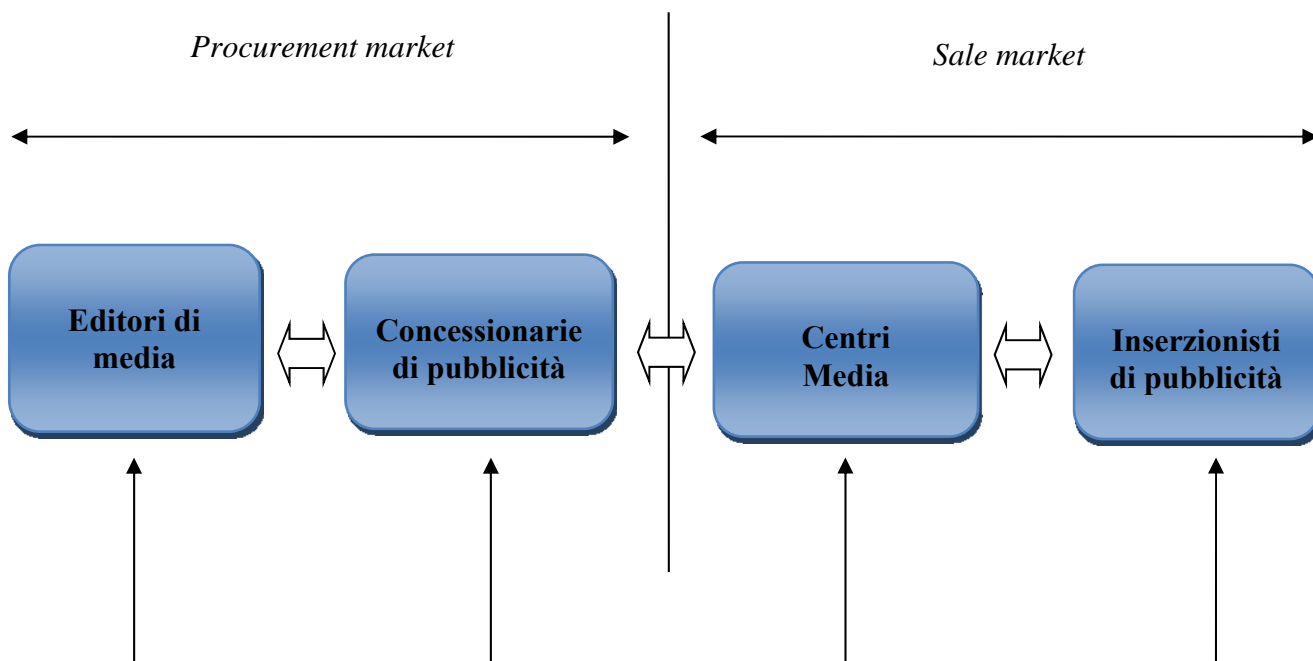 Procurement market
Sale market
Editori di
media
Concessionarie
di pubblicità
Centri
Media
Inserzionisti
di pubblicità